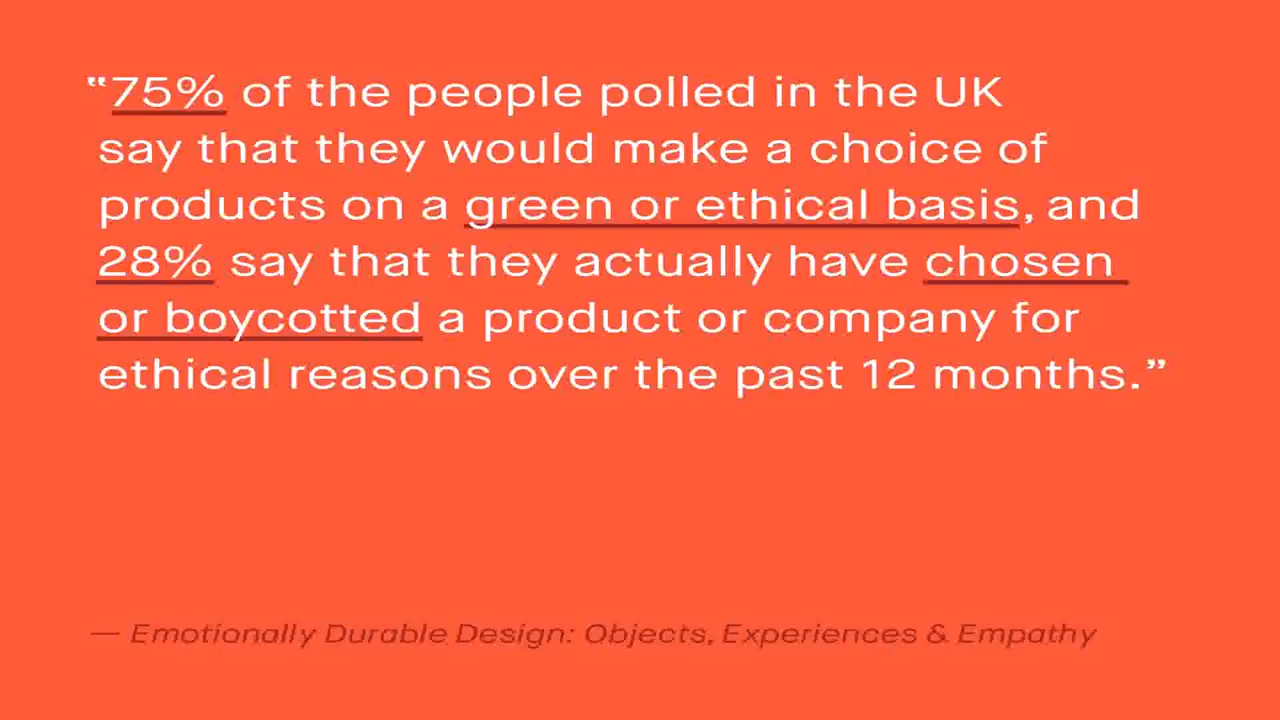 “75% of the people polled in the UK
say that they would make a choice of
products on a green or ethical basis, and
28% say that they actually have chosen
or boycotted a product or company for
ethical reasons over the past 12 months.”
— Emotionally Durable Design: Objects, Experiences & Empathy